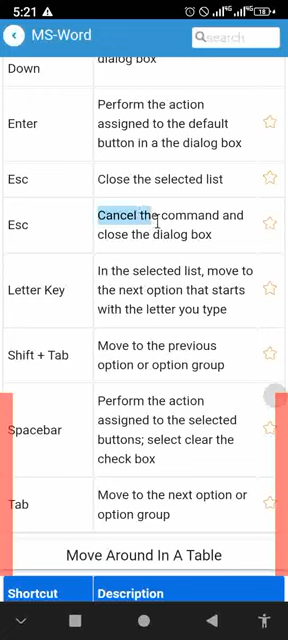 5:21
4G 4G 18
MS-Word
search
Down
dialog box
Enter
Perform the action
assigned to the default
button in a the dialog box
Esc
Close the selected list
Esc
Cancel the command and
close the dialog box
Letter Key
In the selected list, move to
the next option that starts
with the letter you type
Shift + Tab
Move to the previous
option or option group
Spacebar
Perform the action
assigned to the selected
buttons; select clear the
check box
Tab
Move to the next option or
option group
Move Around In A Table
Shortcut
Description